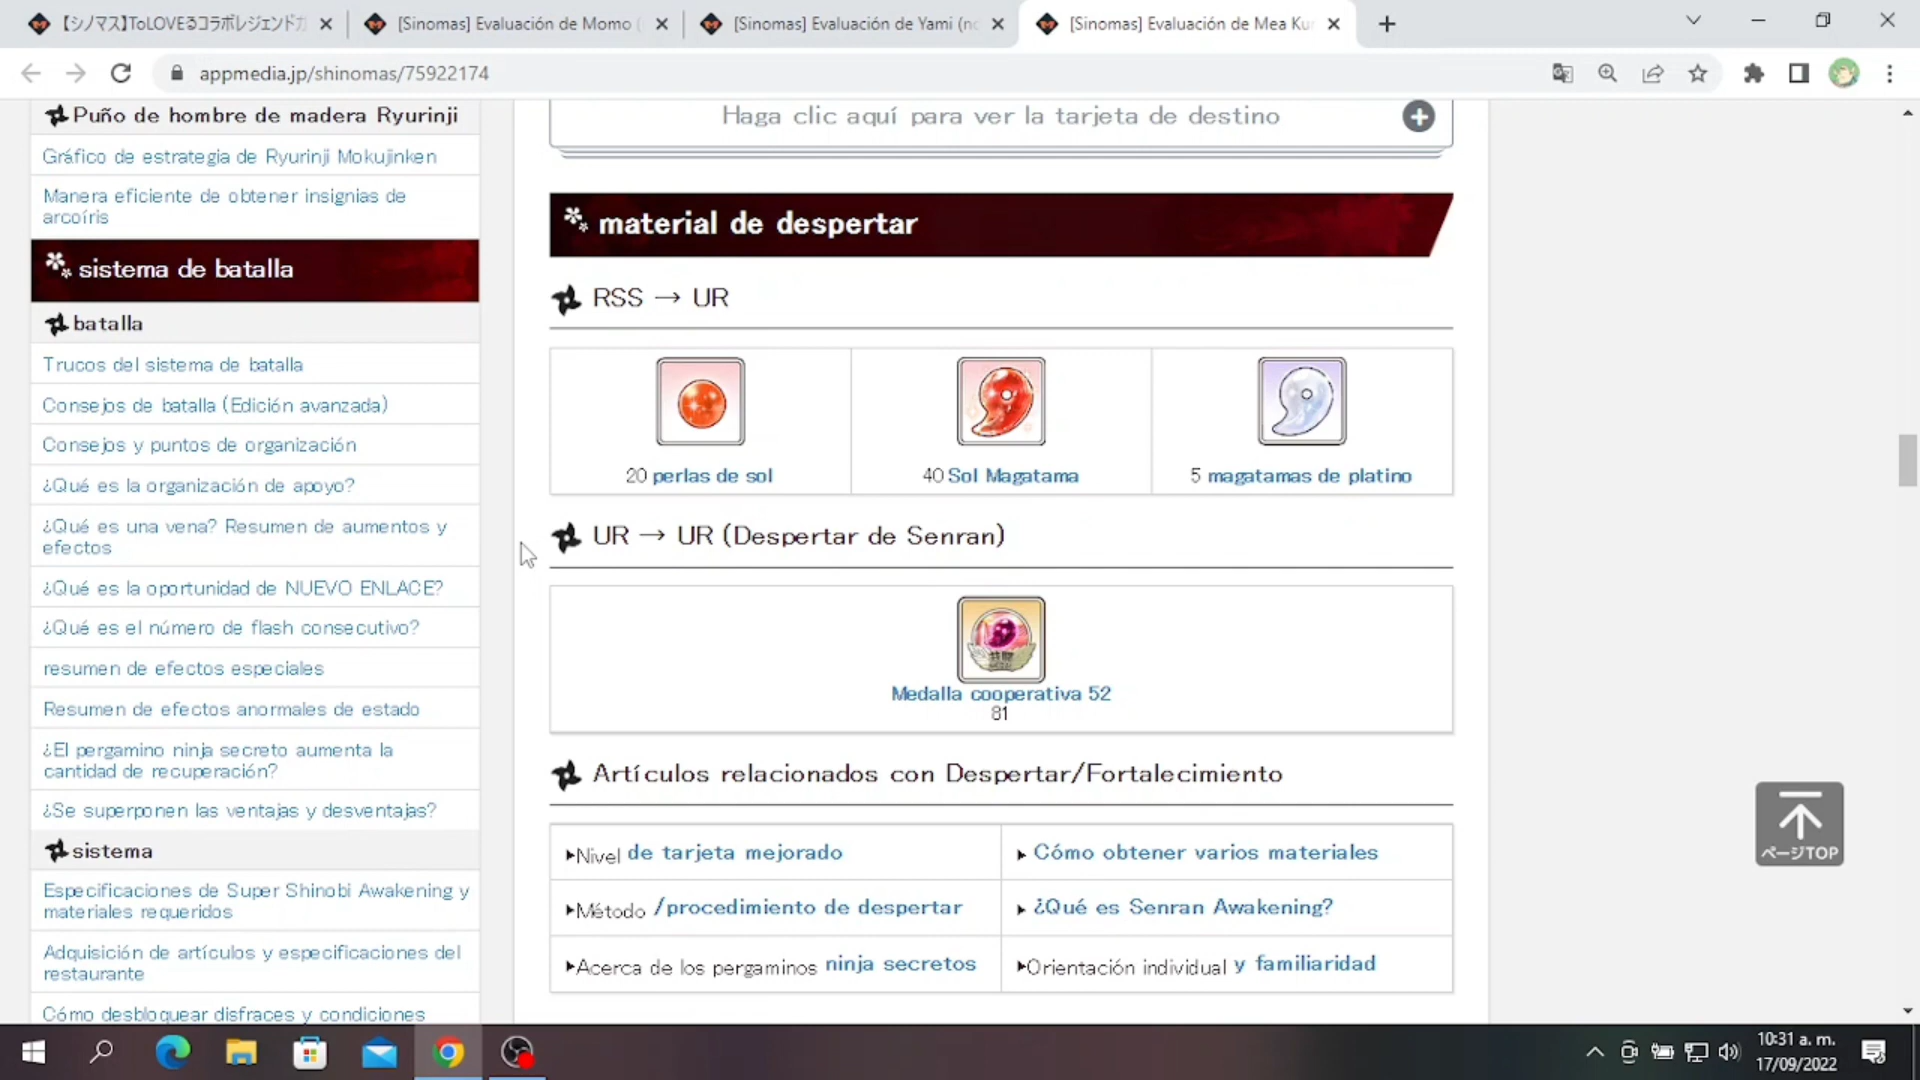 【シノマス】ToLOVEるコラボレジェンドガ
[Sinomas] Evaluación de Momo (
[Sinomas] Evaluación de Yami (no
[Sinomas] Evaluación de Mea Kur
appmedia.jp/shinomas/75922174
Puño de hombre de madera Ryurinji
Gráfico de estrategia de Ryurinji Mokujinken
Manera eficiente de obtener insignias de
arcoíris
sistema de batalla
batalla
Trucos del sistema de batalla
Consejos de batalla (Edición avanzada)
Consejos y puntos de organización
¿Qué es la organización de apoyo?
¿Qué es una vena? Resumen de aumentos y
efectos
¿Qué es la oportunidad de NUEVO ENLACE?
¿Qué es el número de flash consecutivo?
resumen de efectos especiales
Resumen de efectos anormales de estado
¿El pergamino ninja secreto aumenta la
cantidad de recuperación?
¿Se superponen las ventajas y desventajas?
sistema
Especificaciones de Super Shinobi Awakening y
materiales requeridos
Adquisición de artículos y especificaciones del
restaurante
Cómo desbloquear disfraces y condiciones
Haga clic aquí para ver la tarjeta de destino
material de despertar
RSS → UR
20 perlas de sol
40 Sol Magatama
5 magatamas de platino
UR → UR (Despertar de Senran)
Medalla cooperativa 52
81
Artículos relacionados con Despertar/Fortalecimiento
▶Nivel de tarjeta mejorado
▶ Cómo obtener varios materiales
▶Método /procedimiento de despertar
▶ ¿Qué es Senran Awakening?
▶Acerca de los pergaminos ninja secretos
▶Orientación individual y familiaridad
ページTOP
10:31 a. m.
17/09/2022